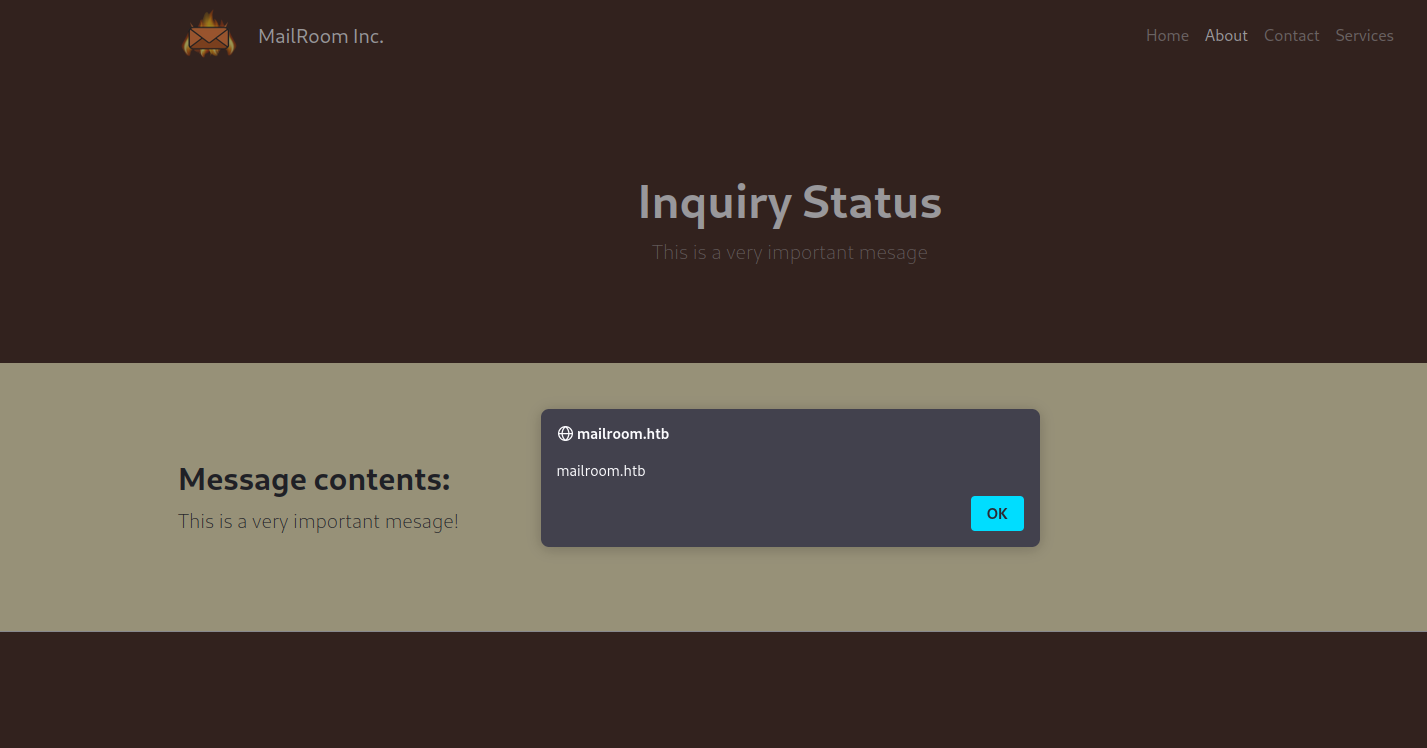 MailRoom Inc.
Home About Contact Services
Inquiry Status
This is a very important mesage
mailroom.htb
mailroom.htb
OK
Message contents:
This is a very important mesage!